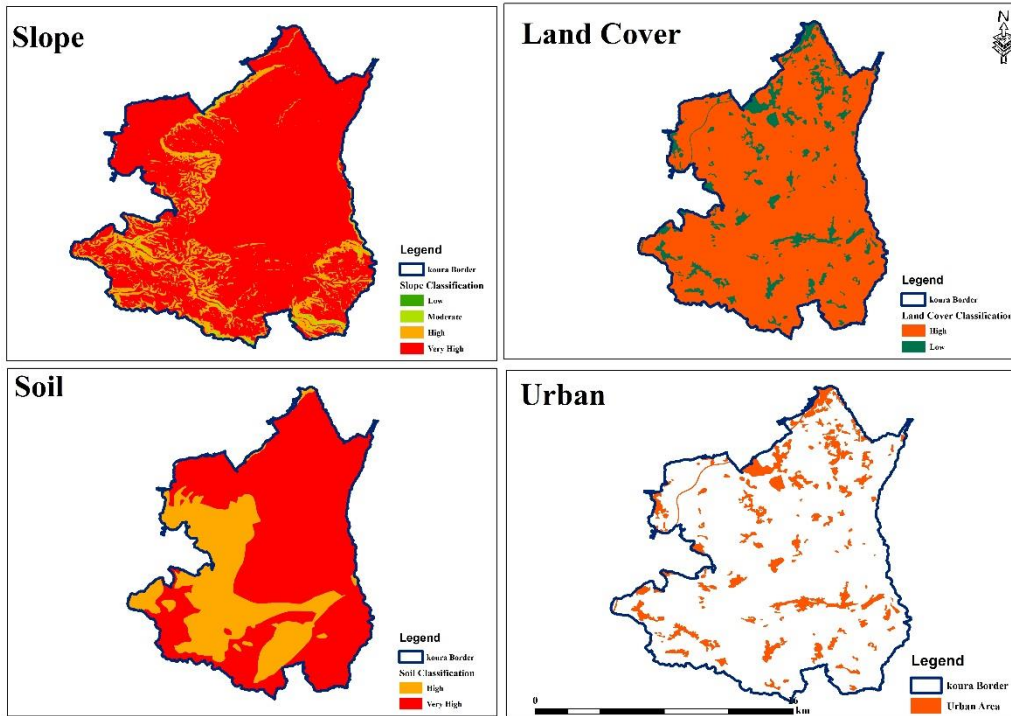 Slope
Legend
koura Border
Slope Classification
Low
Moderate
High
Very High
Land Cover
N
Legend
koura Border
Land Cover Classification
High
Low
Soil
Legend
koura Border
Soil Classification
High
Very High
Urban
Legend
koura Border
Urban Area
0
km